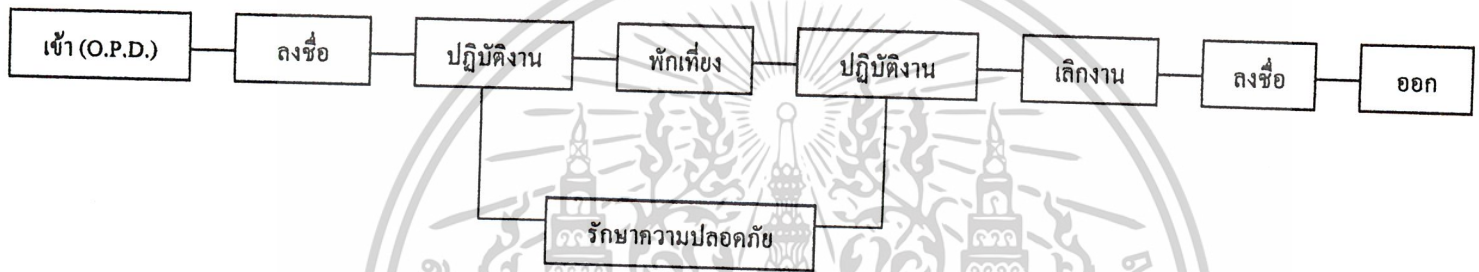 เข้า (O.P.D.)
ลงชื่อ
ปฏิบัติงาน
พักเที่ยง
ปฏิบัติงาน
เลิกงาน
ลงชื่อ
ออก
รักษาความปลอดภัย